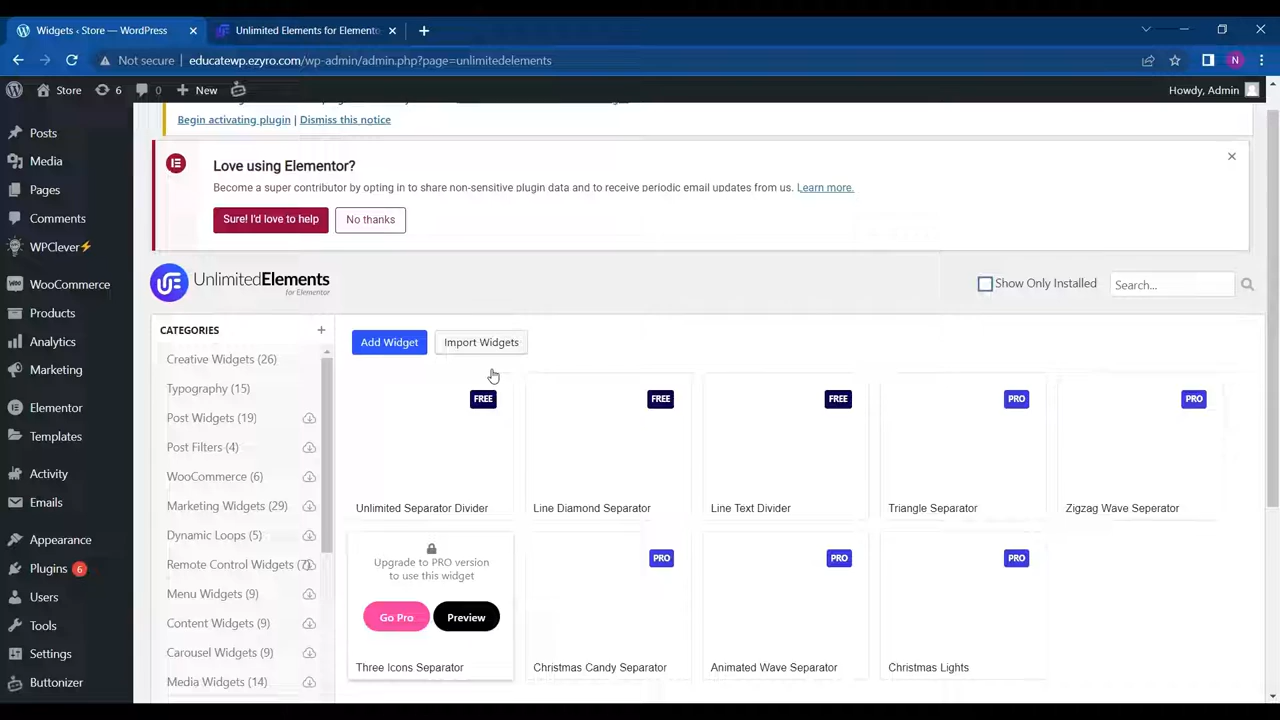 Widgets ‹ Store — WordPress
Unlimited Elements for Elemento
Not secure educatewp.ezyro.com/wp-admin/admin.php?page=unlimitedelements
N
Store 6 0 New
Howdy, Admin
Posts
Media
Pages
Comments
WPClever⚡
WooCommerce
Products
Analytics
Marketing
Elementor
Templates
Activity
Emails
Appearance
Plugins 6
Users
Tools
Settings
Buttonizer
Begin activating plugin | Dismiss this notice
Love using Elementor?
Become a super contributor by opting in to share non-sensitive plugin data and to receive periodic email updates from us. Learn more.
Sure! I'd love to help
No thanks
UnlimitedElements
for Elementor
Show Only Installed
Search...
CATEGORIES +
Creative Widgets (26)
Typography (15)
Post Widgets (19)
Post Filters (4)
WooCommerce (6)
Marketing Widgets (29)
Dynamic Loops (5)
Remote Control Widgets (7)
Menu Widgets (9)
Content Widgets (9)
Carousel Widgets (9)
Media Widgets (14)
Add Widget
Import Widgets
FREE
FREE
FREE
PRO
PRO
Unlimited Separator Divider
Line Diamond Separator
Line Text Divider
Triangle Separator
Zigzag Wave Seperator
Upgrade to PRO version
to use this widget
Go Pro
Preview
PRO
PRO
PRO
Three Icons Separator
Christmas Candy Separator
Animated Wave Separator
Christmas Lights